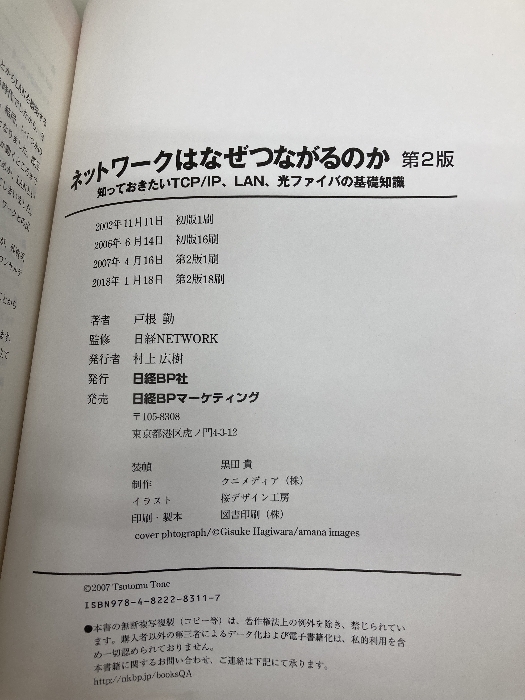 ネットワークはなぜつながるのか 第2版
知っておきたいTCP/IP、LAN、光ファイバの基礎知識
2002年11月11日 初版1刷
2006年 6月14日 初版16刷
2007年 4月16日 第2版1刷
2018年 1月18日 第2版18刷
著者 戸根 勤
監修 日経NETWORK
発行者 村上広樹
発行 日経BP社
発売 日経BPマーケティング
〒105-8308
東京都港区虎ノ門4-3-12
装幀 黒田 貴
制作 クニメディア(株)
イラスト 桜デザイン工房
印刷・製本 図書印刷(株)
cover phtograph/©Gisuke Hagiwara/amana images
©2007 Tsutomu Tone
ISBN978-4-8222-8311-7
●本書の無断複写複製(コピー等)は、著作権法上の例外を除き、禁じられてい
ます。購入者以外の第三者によるデータ化および電子書籍化は、私的利用を含
め一切認められておりません。
本書籍に関するお問い合わせ、ご連絡は下記にて承ります。
http://nkbp.jp/booksQA